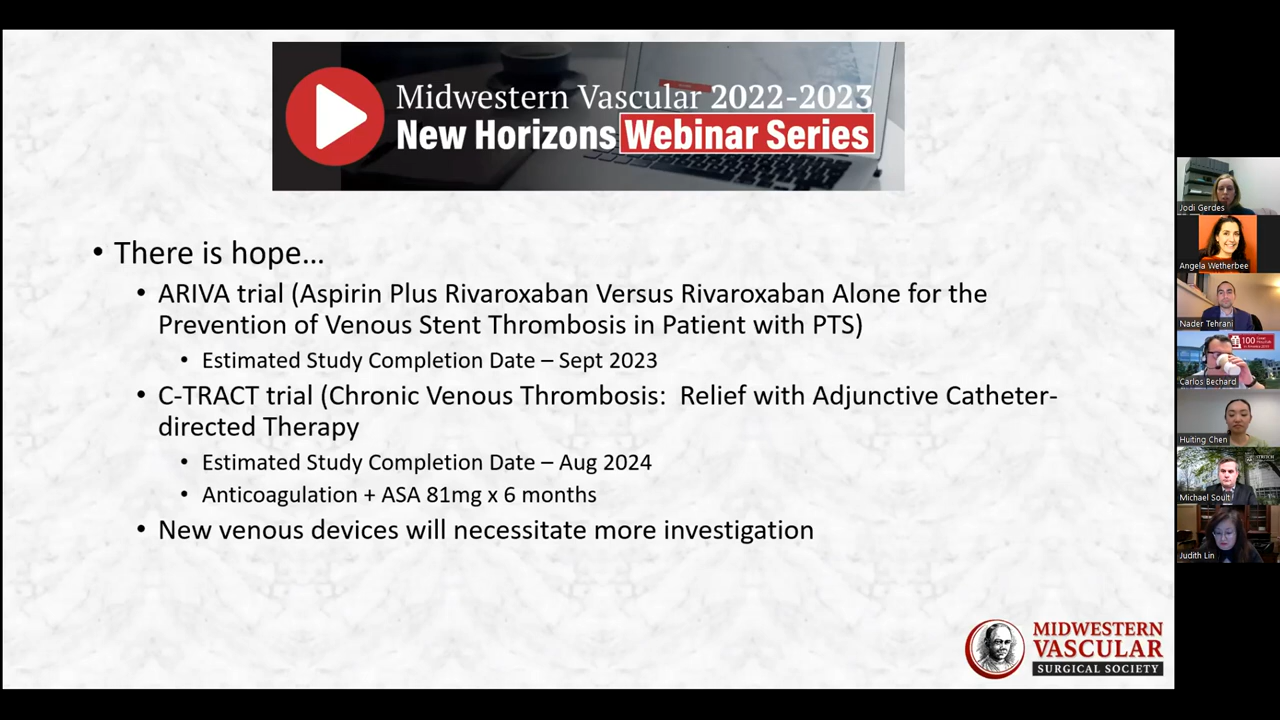 Midwestern Vascular 2022-2023
New Horizons Webinar Series
• There is hope...
• ARIVA trial (Aspirin Plus Rivaroxaban Versus Rivaroxaban Alone for the
Prevention of Venous Stent Thrombosis in Patient with PTS)
• Estimated Study Completion Date – Sept 2023
• C-TRACT trial (Chronic Venous Thrombosis: Relief with Adjunctive Catheter-
directed Therapy
• Estimated Study Completion Date – Aug 2024
• Anticoagulation + ASA 81mg x 6 months
• New venous devices will necessitate more investigation
MIDWESTERN
VASCULAR
SURGICAL SOCIETY
Jodi Gerdes
Angela Wetherbee
Nader Tehrani
100
Carlos Bechard
Huiting Chen
Michael Soult
Judith Lin